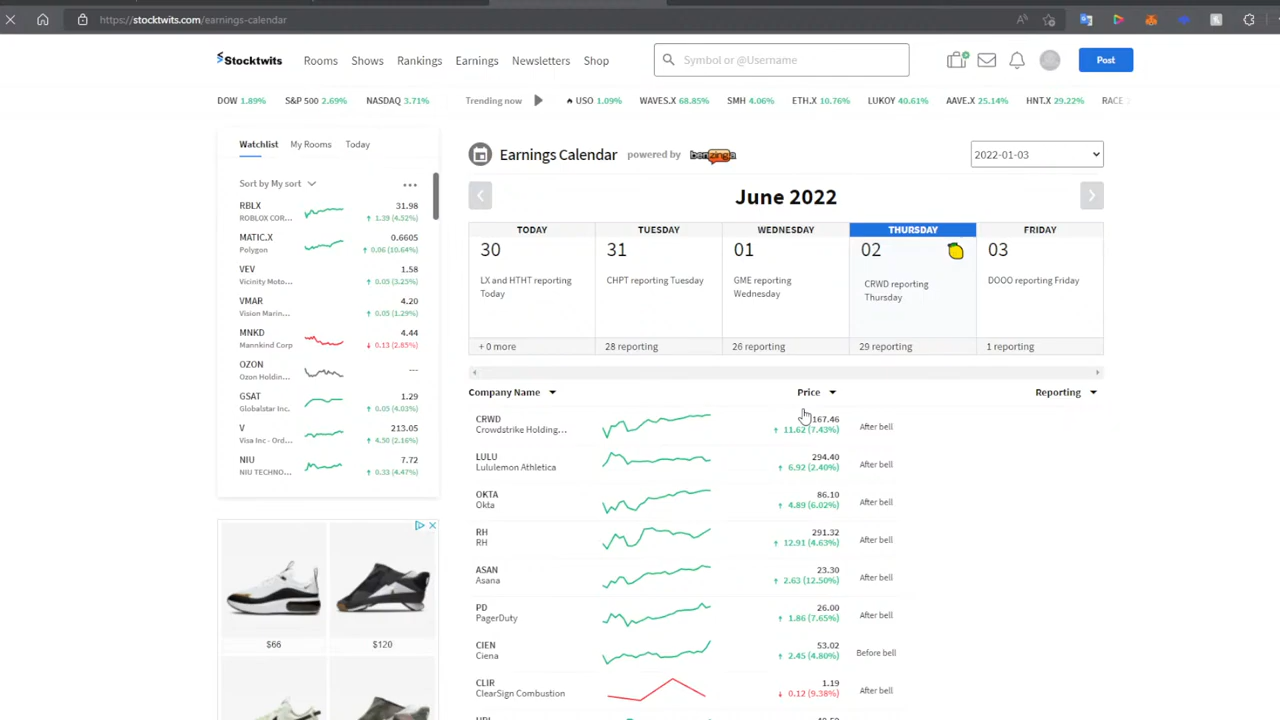 https://stocktwits.com/earnings-calendar
Stocktwits
Rooms
Shows
Rankings
Earnings
Newsletters
Shop
Symbol or @Username
Post
DOW 1.89%
S&P 500 2.69%
NASDAQ 3.71%
Trending now
USO 1.09%
WAVES.X 68.85%
SMH 4.06%
ETH.X 10.76%
LUKOY 40.61%
AAVE.X 25.14%
HNT.X 29.22%
RACE
Watchlist
My Rooms
Today
Sort by My sort
RBLX 31.98
ROBLOX COR... ↑ 1.39 (4.52%)
MATIC.X 0.6605
Polygon ↑ 0.06 (10.64%)
VEV 1.58
Vicinity Moto... ↑ 0.05 (3.25%)
VMAR 4.20
Vision Marin... ↑ 0.05 (1.29%)
MNKD 4.44
Mannkind Corp ↓ 0.13 (2.85%)
OZON ---
Ozon Holdin...
GSAT 1.29
Globalstar Inc. ↑ 0.05 (4.03%)
V 213.05
Visa Inc - Ord... ↑ 4.50 (2.16%)
NIU 7.72
NIU TECHNO... ↑ 0.33 (4.47%)
$66
$120
Earnings Calendar powered by benzinga
2022-01-03
June 2022
TODAY
TUESDAY
WEDNESDAY
THURSDAY
FRIDAY
30
31
01
02
03
LX and HTHT reporting
Today
CHPT reporting Tuesday
GME reporting
Wednesday
CRWD reporting
Thursday
DOOO reporting Friday
+ 0 more
28 reporting
26 reporting
29 reporting
1 reporting
Company Name
Price
Reporting
CRWD 167.46
Crowdstrike Holding... ↑ 11.62 (7.43%) After bell
LULU 294.40
Lululemon Athletica ↑ 6.92 (2.40%) After bell
OKTA 86.10
Okta ↑ 4.89 (6.02%) After bell
RH 291.32
RH ↑ 12.91 (4.63%) After bell
ASAN 23.30
Asana ↑ 2.63 (12.50%) After bell
PD 26.00
PagerDuty ↑ 1.86 (7.65%) After bell
CIEN 53.02
Ciena ↑ 2.45 (4.80%) Before bell
CLIR 1.19
ClearSign Combustion ↓ 0.12 (9.38%) After bell